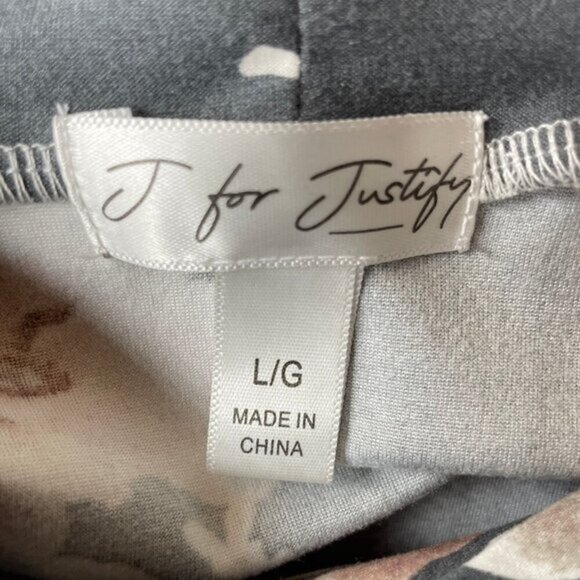 J for Justify
L/G
MADE IN
CHINA